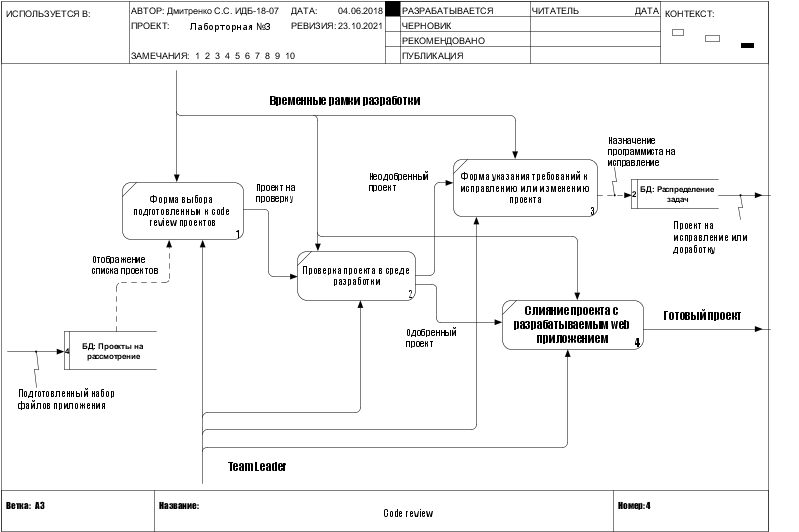 ИСПОЛЬЗУЕТСЯ В:
АВТОР: Дмитренко С.С. ИДБ-18-07
ДАТА: 04.06.2018
РАЗРАБАТЫВАЕТСЯ
ЧИТАТЕЛЬ
ДАТА
КОНТЕКСТ:
ПРОЕКТ: Лаборторная №3
РЕВИЗИЯ: 23.10.2021
ЧЕРНОВИК
РЕКОМЕНДОВАНО
ЗАМЕЧАНИЯ: 1 2 3 4 5 6 7 8 9 10
ПУБЛИКАЦИЯ
Временные рамки разработки
Назначение
программиста на
исправление
Форма выбора
подготовленных к code
review проектов
1
Проект на
проверку
Неодобренный
проект
Форма указания требований к
исправлению или изменению
проекта
3
2
БД: Распределение
задач
Проект на
исправление или
доработку
Отображение
списка проектов
Проверка проекта в среде
разработки
2
Одобренный
проект
Слияние проекта с
разрабатываемым web
приложением
4
Готовый проект
4
БД: Проекты на
рассмотрение
Подготовленный набор
файлов приложения
Team Leader
Ветка: А3
Название:
Code review
Номер: 4